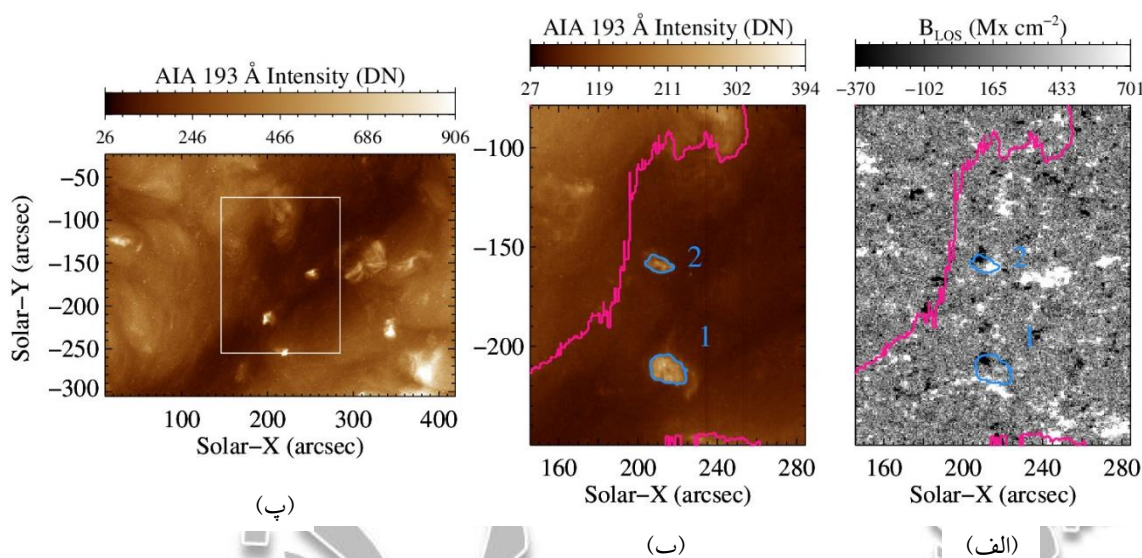 AIA 193 Å Intensity (DN)
26 246 466 686 906
Solar-Y (arcsec)
-50
-100
-150
-200
-250
-300
100 200 300 400
Solar-X (arcsec)
(پ)
AIA 193 Å Intensity (DN)
27 119 211 302 394
-100
-150
-200
2
1
160 200 240 280
Solar-X (arcsec)
(ب)
B_LOS (Mx cm⁻²)
-370 -102 165 433 701
2
1
160 200 240 280
Solar-X (arcsec)
(الف)